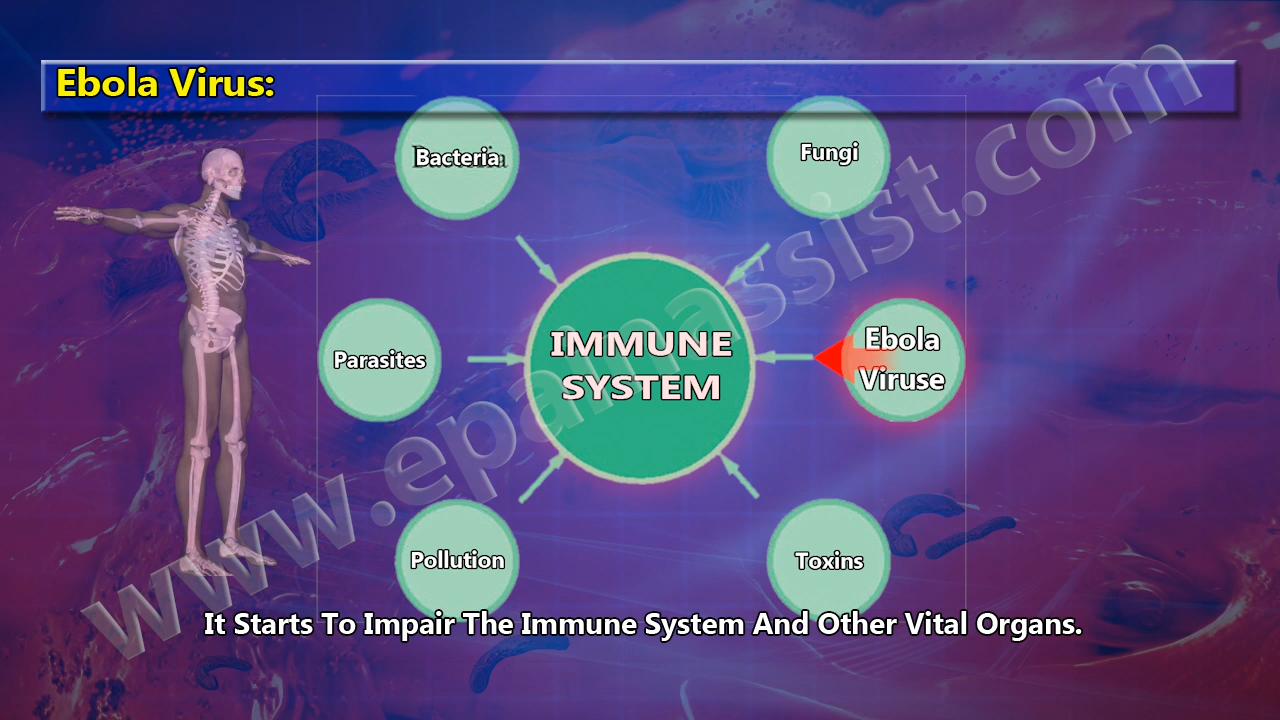 Ebola Virus:
Bacteria
Fungi
IMMUNE
SYSTEM
Parasites
Ebola
Viruse
Pollution
Toxins
It Starts To Impair The Immune System And Other Vital Organs.
www.epainassist.com